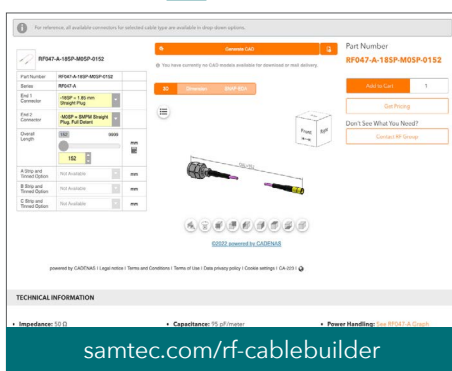 For reference, all available connectors for selected cable type are available in drop down options.
RF047-A-18SP-M0SP-0152
Part Number RF047-A-18SP-M0SP-0152
Series RF047-A
End 1 Connector -18SP = 1.85 mm Straight Plug
End 2 Connector -M0SP = SMPM Straight Plug, Full Detent
Overall Length 152 9999 mm
152
A Strip and Tinned Option Not Available mm
B Strip and Tinned Option Not Available mm
C Strip and Tinned Option Not Available mm
Generate CAD
You have currently no CAD models available for download or mail delivery.
3D Dimension
Front Right
©2022 powered by CADENAS
Part Number
RF047-A-18SP-M0SP-0152
Add to Cart 1
Get Pricing
Don't See What You Need?
Contact RF Group
powered by CADENAS | Legal notice | Terms and Conditions | Terms of Use | Data privacy policy | Cookie settings | CA-203 |
TECHNICAL INFORMATION
• Impedance: 50 Ω
• Capacitance: 95 pF/meter
• Power Handling: See RF047-A Graph
samtec.com/rf-cablebuilder